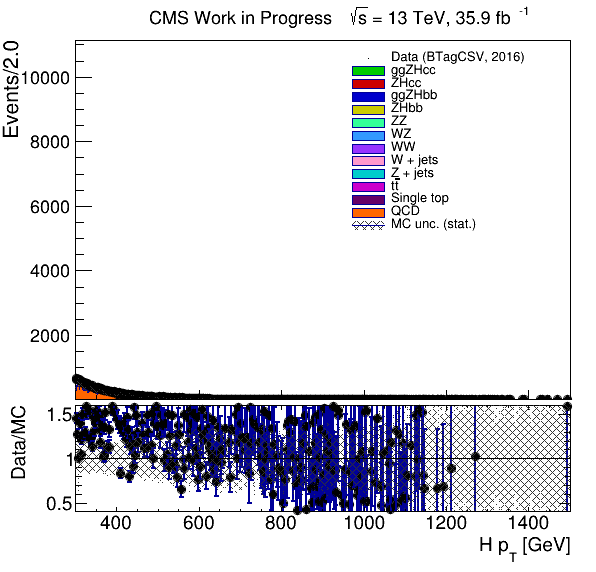 CMS Work in Progress √s = 13 TeV, 35.9 fb -1
Events/2.0
10000
8000
6000
4000
2000
Data (BTagCSV, 2016)
ggZHcc
ZHcc
ggZHbb
ZHbb
ZZ
WZ
WW
W + jets
Z + jets
tt̅
Single top
QCD
MC unc. (stat.)
Data/MC
1.5
1
0.5
400 600 800 1000 1200 1400
H pT [GeV]